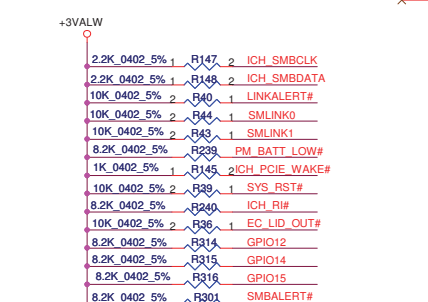 +3VALW
2.2K_0402_5% 1 R147 2 ICH_SMBCLK
2.2K_0402_5% 1 R148 2 ICH_SMBDATA
10K_0402_5% 2 R40 1 LINKALERT#
10K_0402_5% 2 R44 1 SMLINK0
10K_0402_5% 2 R43 1 SMLINK1
8.2K_0402_5% R239 PM_BATT_LOW#
1K_0402_5% 1 R145 2 ICH_PCIE_WAKE#
10K_0402_5% 2 R39 1 SYS_RST#
8.2K_0402_5% R240 ICH_RI#
10K_0402_5% 2 R36 1 EC_LID_OUT#
8.2K_0402_5% R314 GPIO12
8.2K_0402_5% R315 GPIO14
8.2K_0402_5% R316 GPIO15
8.2K_0402_5% R301 SMBALERT#